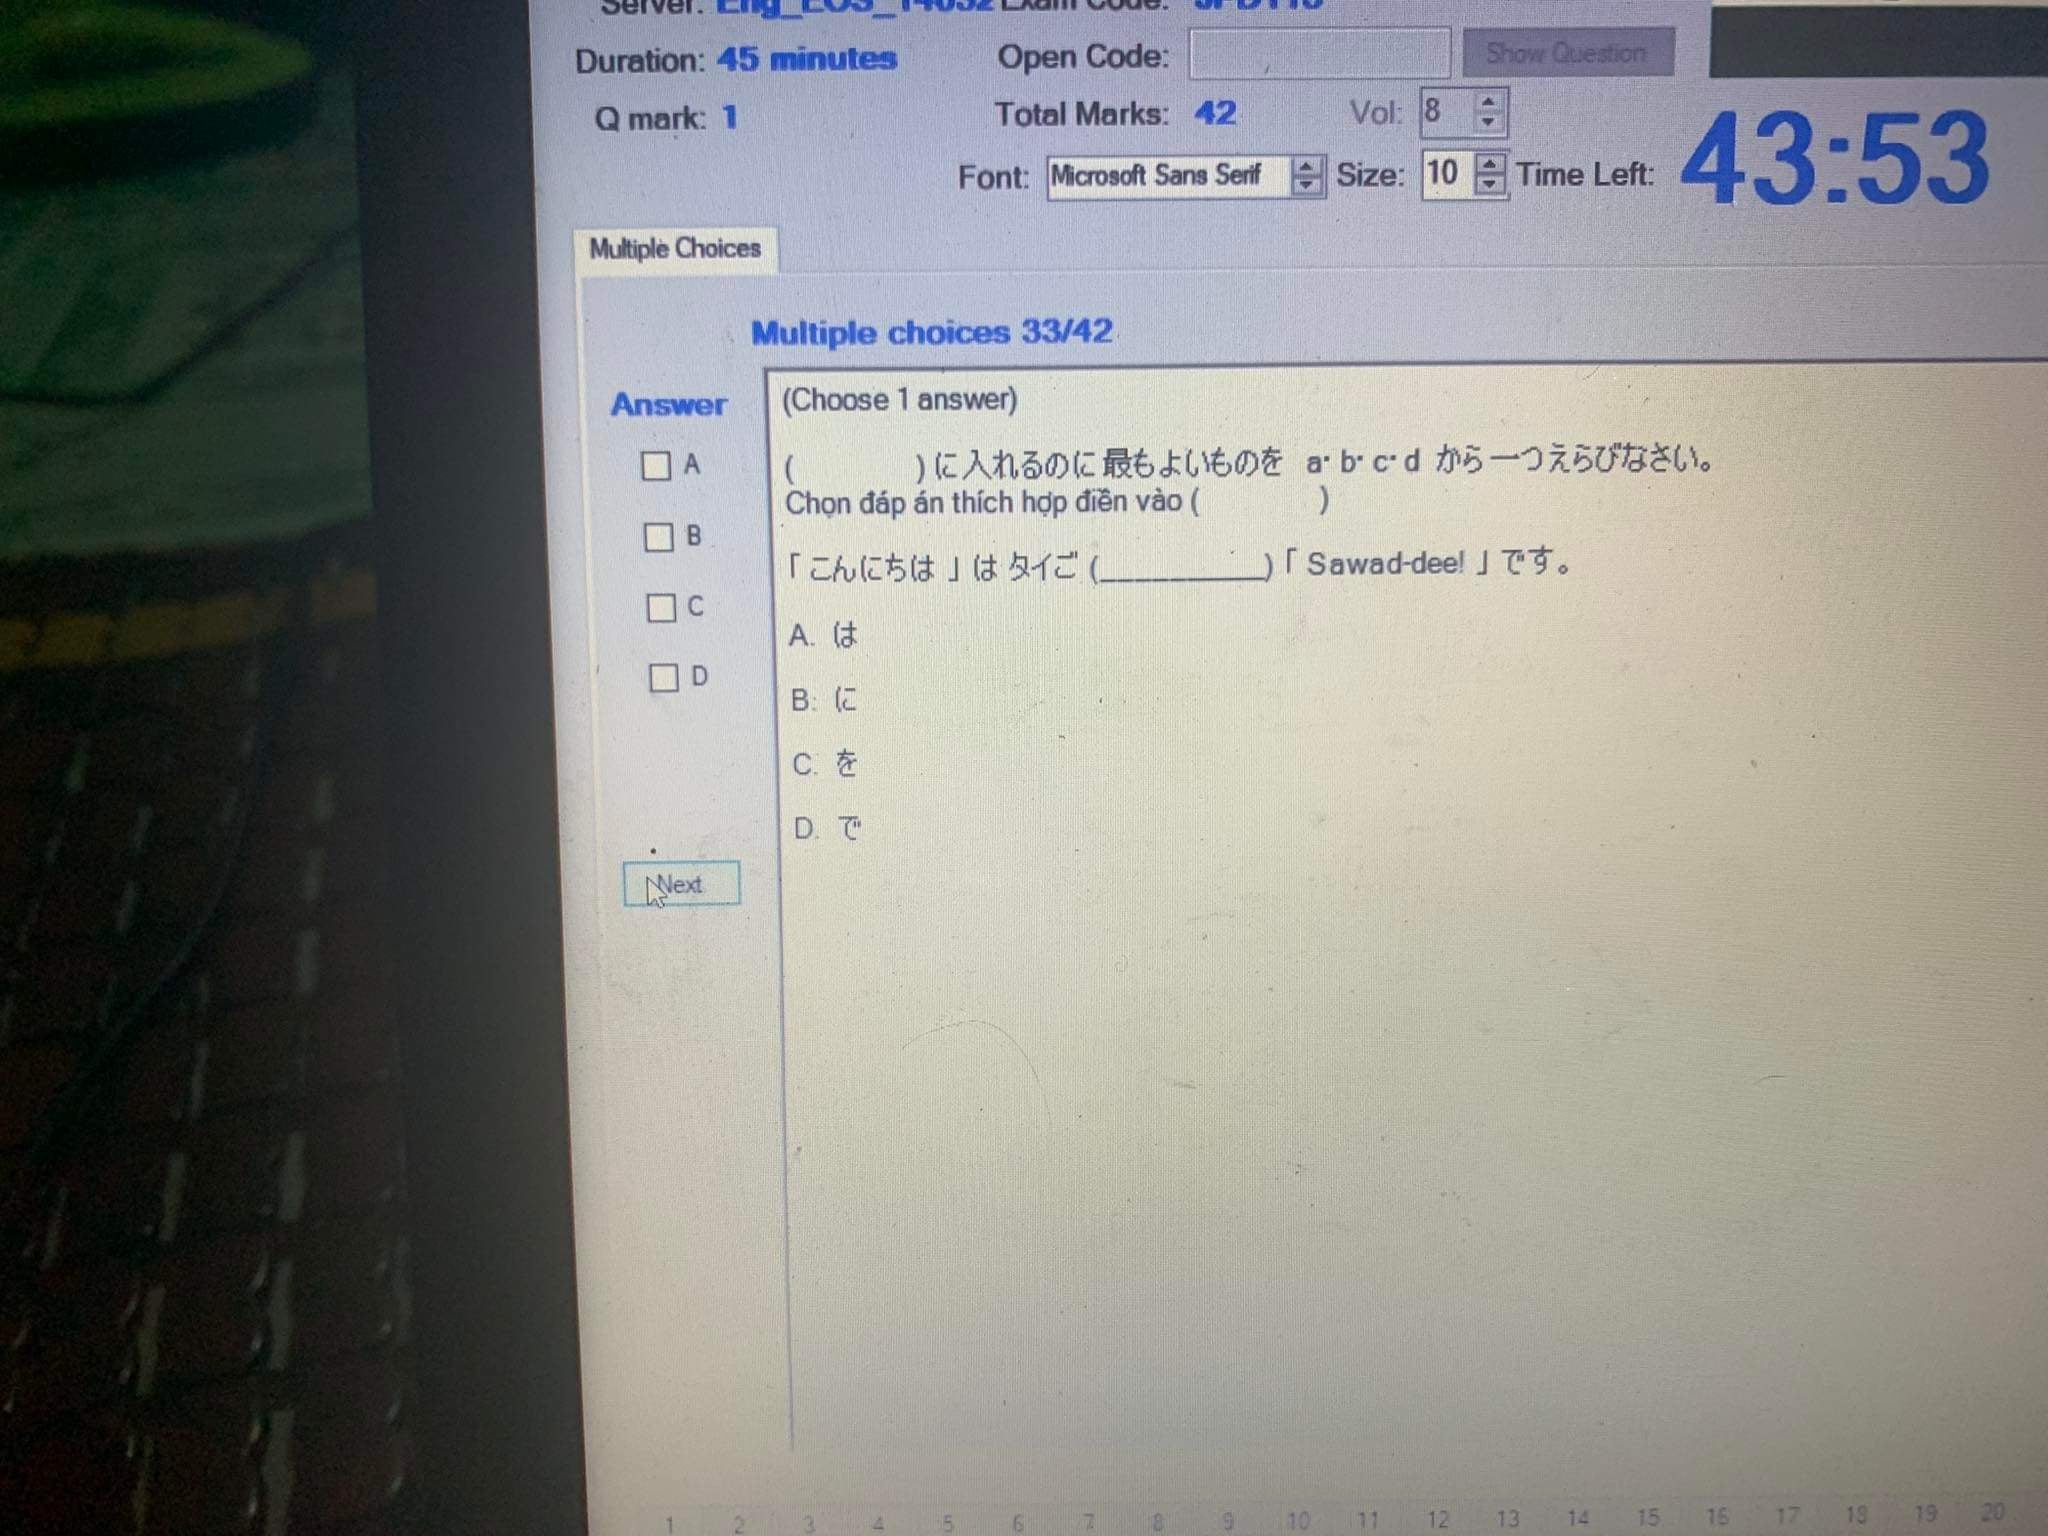 Duration: 45 minutes
Open Code:
Show Question
Q mark: 1
Total Marks: 42
Vol: 8
Font: Microsoft Sans Serif
Size: 10
Time Left: 43:53
Multiple Choices
Multiple choices 33/42
Answer
(Choose 1 answer)
A
( ) に 入れるのに 最もよいものを a· b· c· d から 一つえらびなさい。
Chọn đáp án thích hợp điền vào ( )
B
「 こんにちは 」は タイご (__________)「 Sawad-dee! 」です。
C
A. は
D
B: に
C. を
D. で
Next
1 2 3 4 5 6 7 8 9 10 11 12 13 14 15 16 17 18 19 20